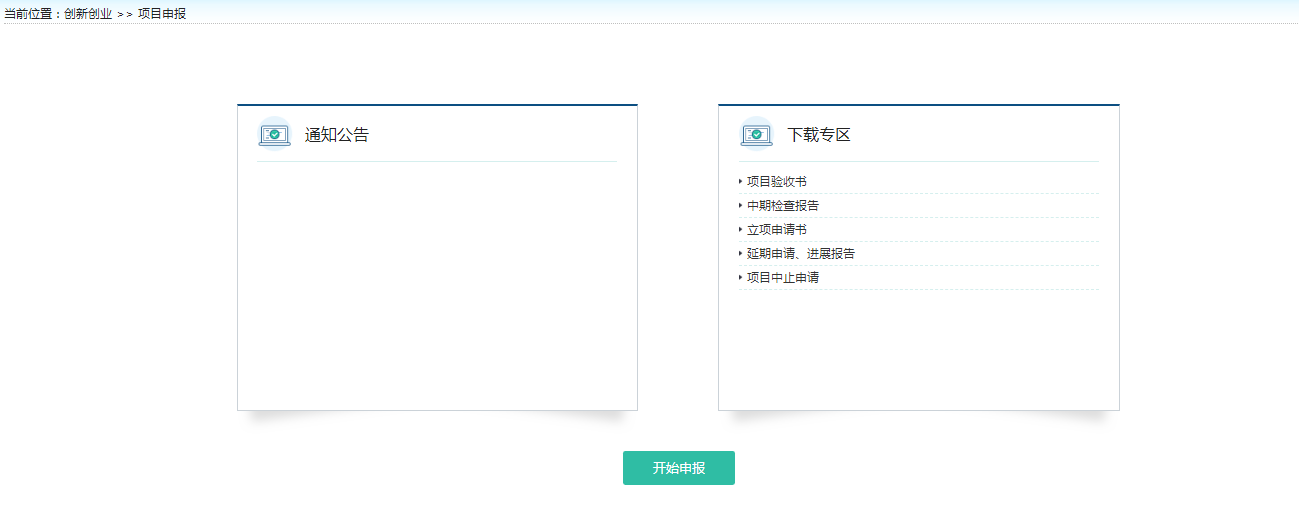 当前位置：创新创业 >> 项目申报
通知公告
下载专区
项目验收书
中期检查报告
立项申请书
延期申请、进展报告
项目中止申请
开始申报